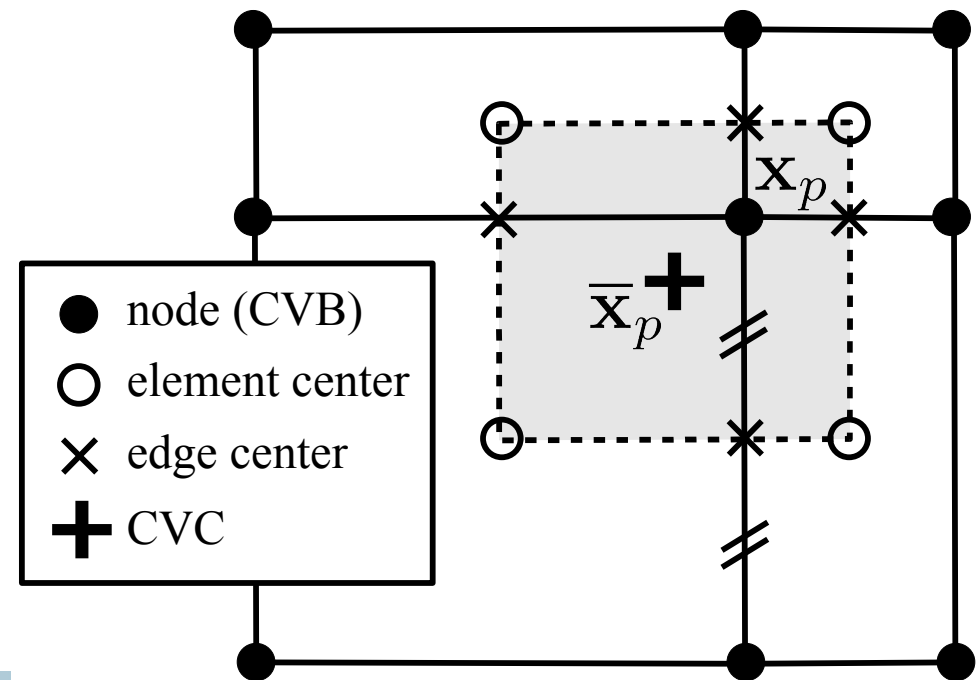 𝐱ₚ
𝐱̅ₚ
node (CVB)
element center
edge center
CVC